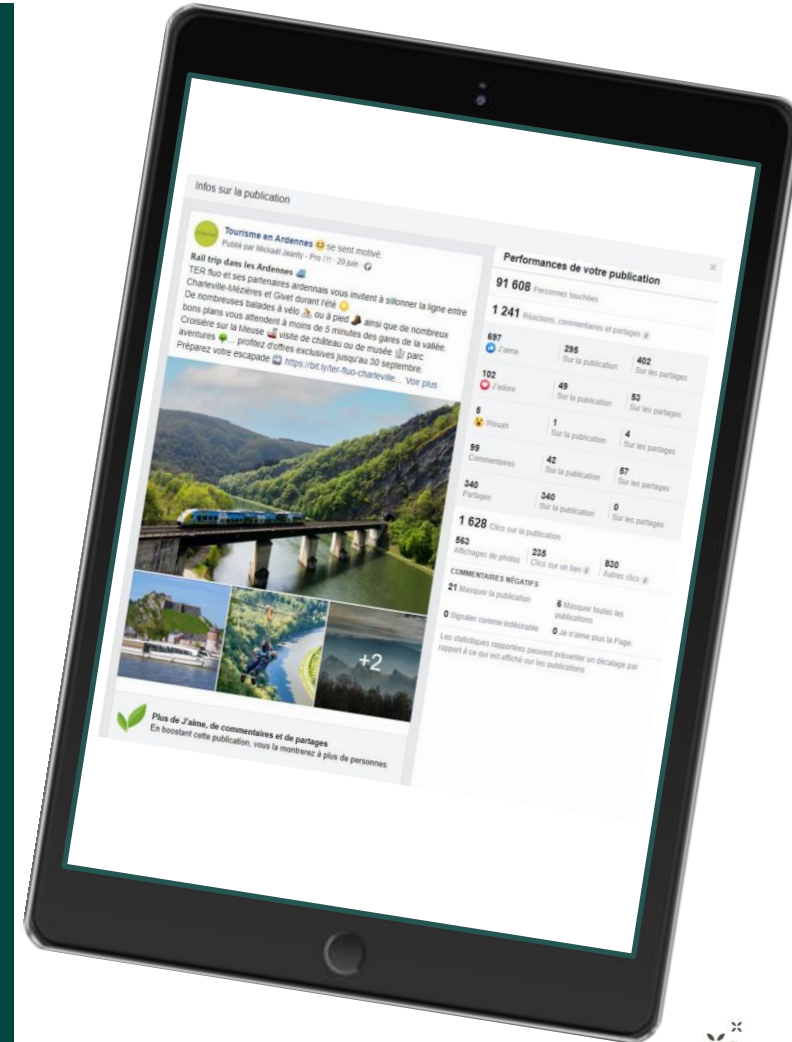 Infos sur la publication
Tourisme en Ardennes 😊 se sent motivé.
Publié par Mickaël Jeanty - Pro [?] · 20 juin ·
Rail trip dans les Ardennes 🚄
TER fluo et ses partenaires ardennais vous invitent à sillonner la ligne entre
Charleville-Mézières et Givet durant l'été 🌞
De nombreuses balades à vélo 🚴 ou à pied 🥾 ainsi que de nombreux
bons plans vous attendent à moins de 5 minutes des gares de la vallée.
Croisière sur la Meuse 🚢 visite de château ou de musée 🏛 parc
aventures 🌳... profitez d'offres exclusives jusqu'au 30 septembre.
Préparez votre escapade ➡ https://bit.ly/ter-fluo-charleville... Voir plus
+2
Plus de J'aime, de commentaires et de partages
En boostant cette publication, vous la montrerez à plus de personnes.
Performances de votre publication
91 608 Personnes touchées
1 241 Réactions, commentaires et partages
697 J'aime
295 Sur la publication
402 Sur les partages
102 J'adore
49 Sur la publication
53 Sur les partages
5 Wouah
1 Sur la publication
4 Sur les partages
99 Commentaires
42 Sur la publication
57 Sur les partages
340 Partages
340 Sur la publication
0 Sur les partages
1 628 Clics sur la publication
563 Affichages de photos
235 Clics sur un lien
830 Autres clics
COMMENTAIRES NÉGATIFS
21 Masquer la publication
6 Masquer toutes les publications
0 Signaler comme indésirable
0 Je n'aime plus la Page
Les statistiques rapportées peuvent présenter un décalage par
rapport à ce qui est affiché sur les publications